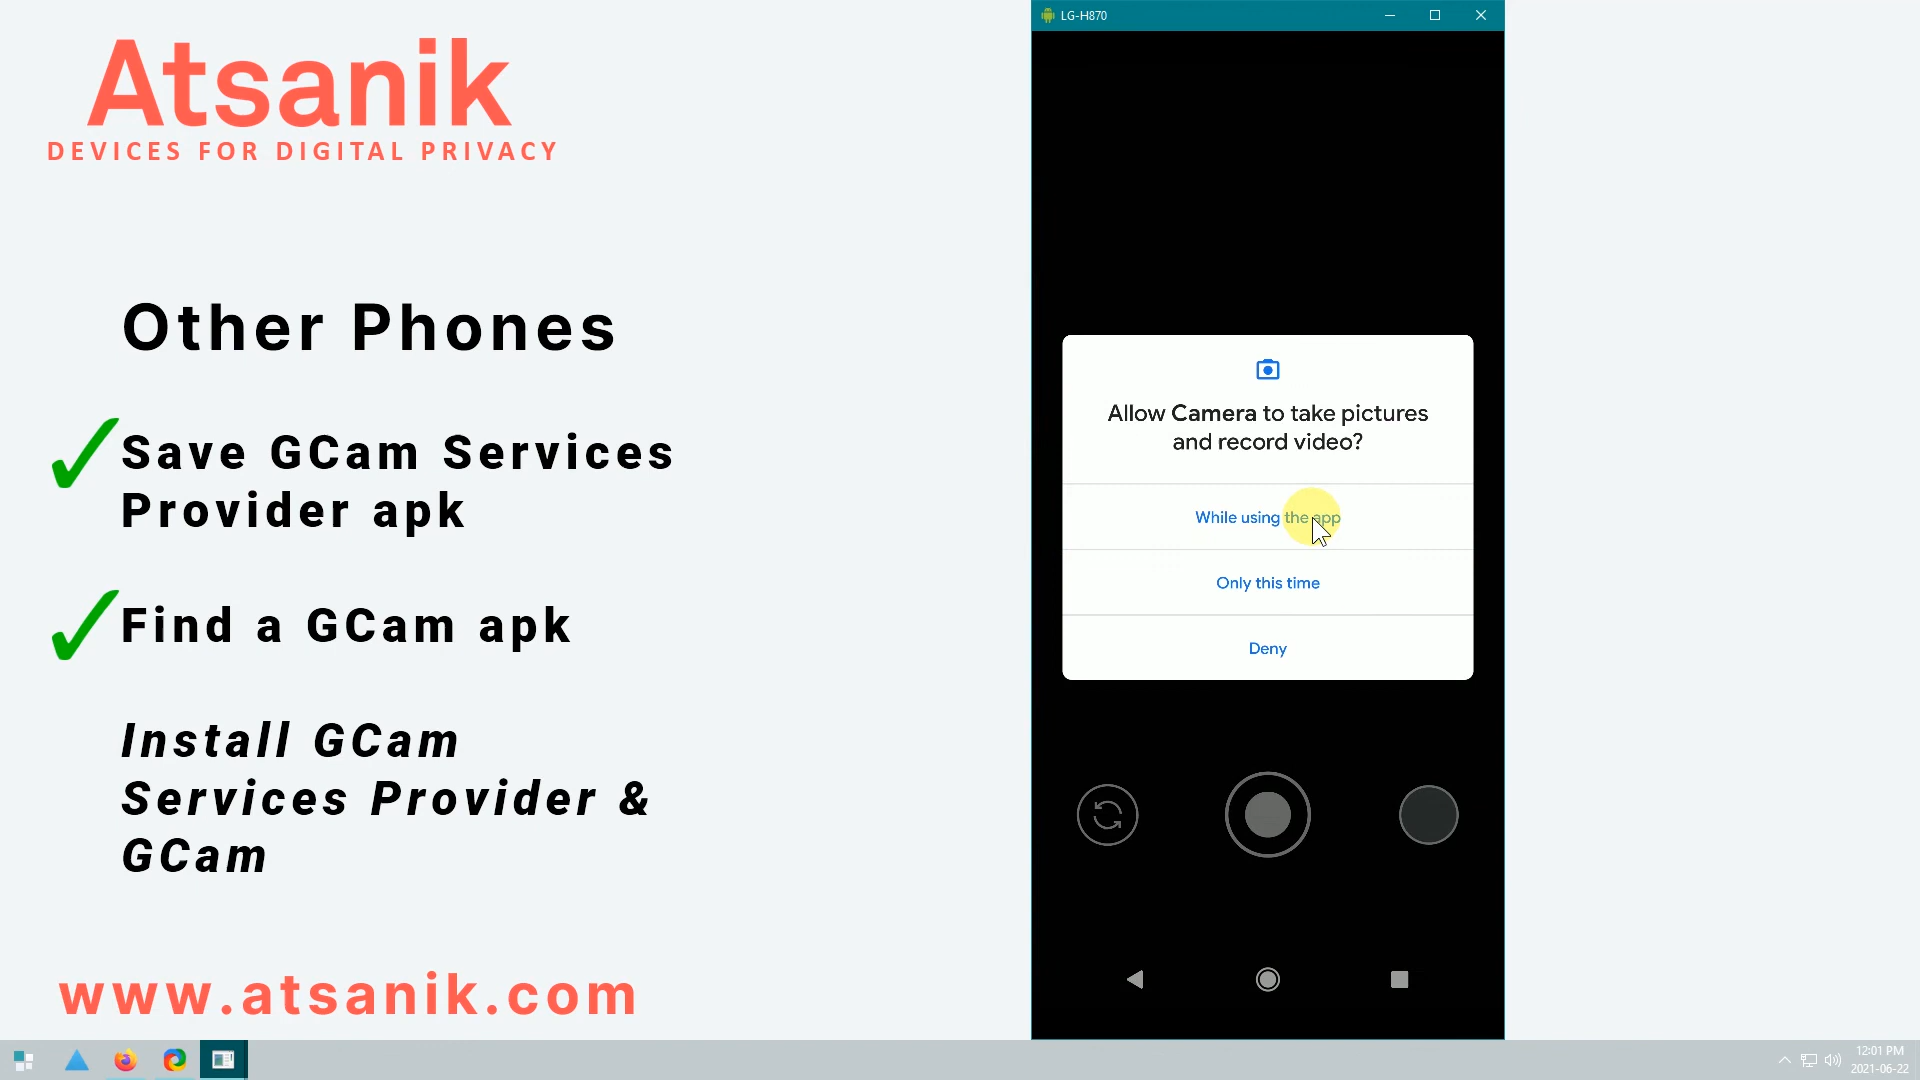 Atsanik
DEVICES FOR DIGITAL PRIVACY
Other Phones
Save GCam Services
Provider apk
Find a GCam apk
Install GCam
Services Provider &
GCam
www.atsanik.com
LG-H870
Allow Camera to take pictures
and record video?
While using the app
Only this time
Deny
12:01 PM
2021-06-22